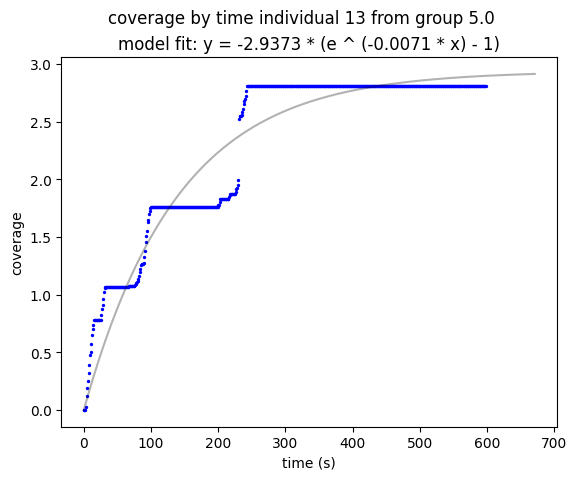 coverage by time individual 13 from group 5.0
model fit: y = -2.9373 * (e ^ (-0.0071 * x) - 1)
3.0
2.5
2.0
1.5
1.0
0.5
0.0
coverage
0 100 200 300 400 500 600 700
time (s)